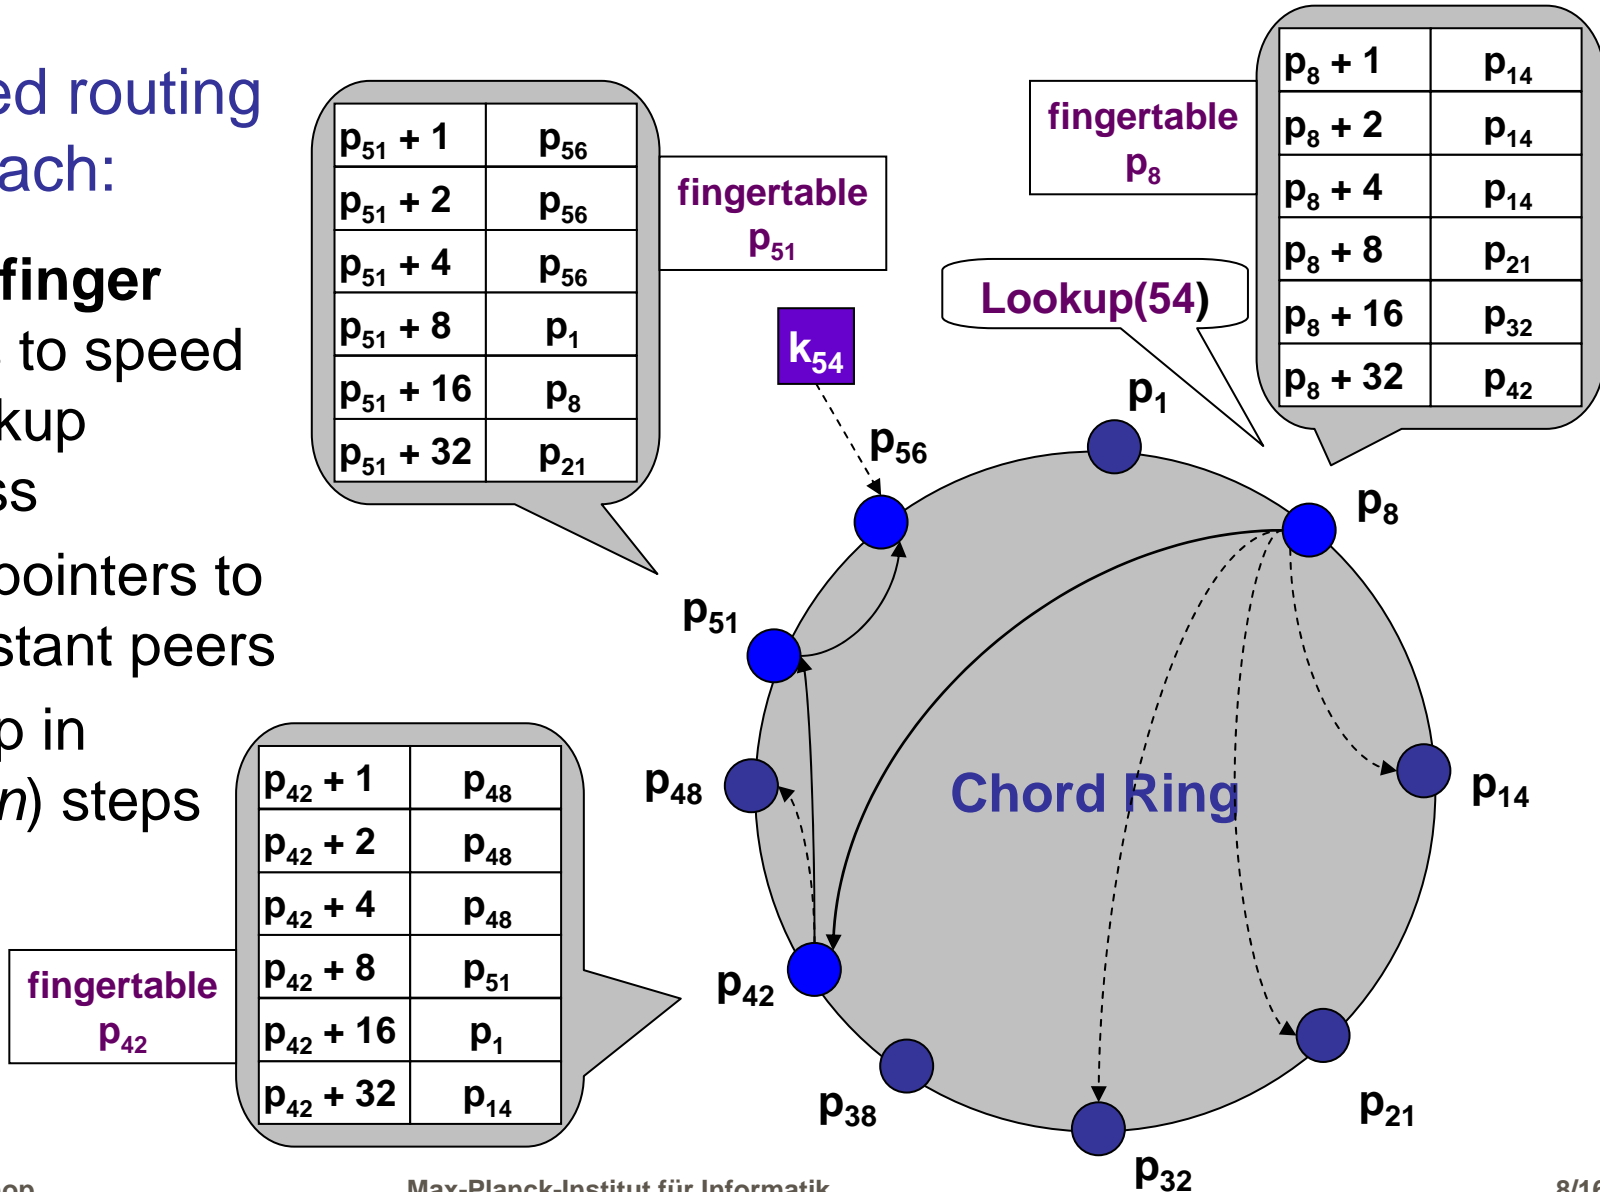 ed routing
ach:
finger
s to speed
kup
ss
pointers to
stant peers
p in
n) steps
p51 + 1 p56
p51 + 2 p56
p51 + 4 p56
p51 + 8 p1
p51 + 16 p8
p51 + 32 p21
fingertable
p51
fingertable
p8
p8 + 1 p14
p8 + 2 p14
p8 + 4 p14
p8 + 8 p21
p8 + 16 p32
p8 + 32 p42
Lookup(54)
k54
p1
p56
p8
p51
p48
Chord Ring
p14
p42
p38
p21
p32
fingertable
p42
p42 + 1 p48
p42 + 2 p48
p42 + 4 p48
p42 + 8 p51
p42 + 16 p1
p42 + 32 p14
Max-Planck-Institut für Informatik
8/16